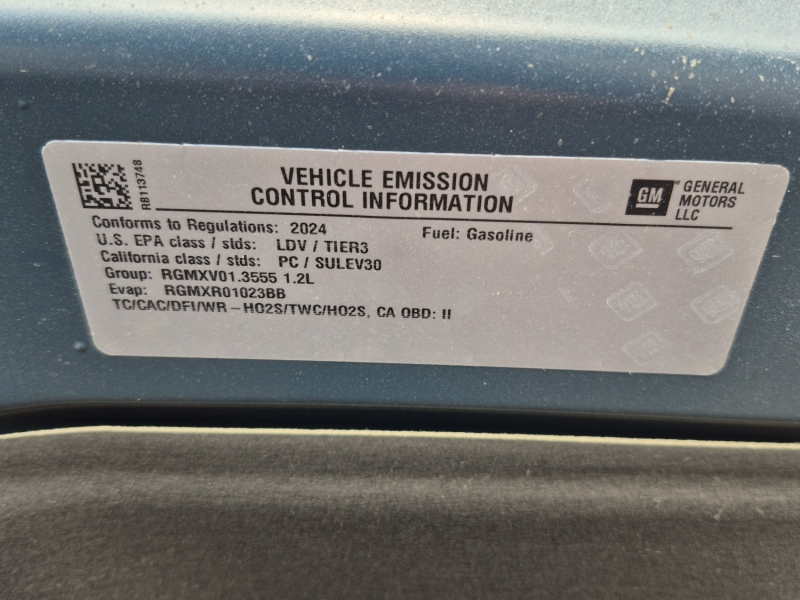 RB113748
VEHICLE EMISSION
CONTROL INFORMATION
GM
GENERAL
MOTORS
LLC
Conforms to Regulations: 2024 Fuel: Gasoline
U.S. EPA class / stds: LDV / TIER3
California class / stds: PC / SULEV30
Group: RGMXV01.3555 1.2L
Evap: RGMXR01023BB
TC/CAC/DFI/WR-HO2S/TWC/HO2S, CA OBD: II